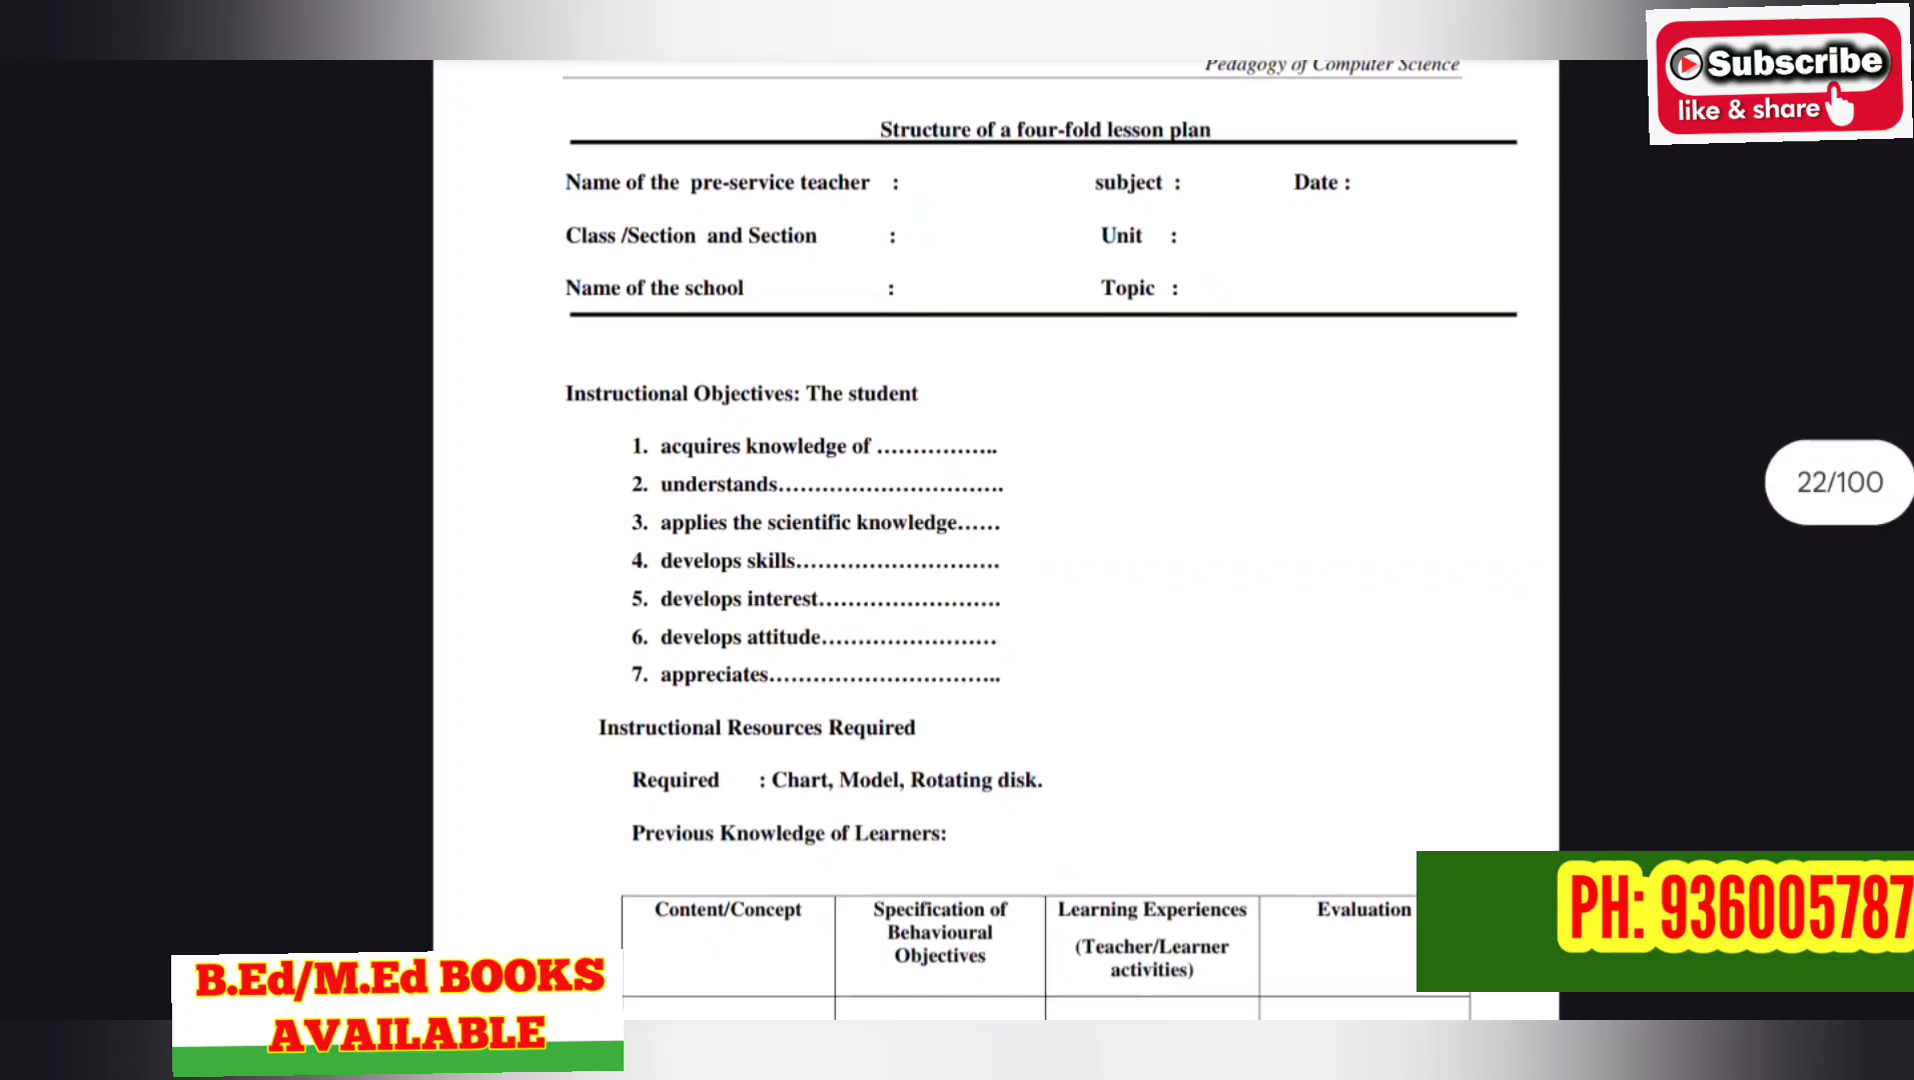 Pedagogy of Computer Science
Subscribe
like & share
Structure of a four-fold lesson plan
Name of the pre-service teacher : subject : Date :
Class /Section and Section : Unit :
Name of the school : Topic :
Instructional Objectives: The student
1. acquires knowledge of ……………..
2. understands………………………….
3. applies the scientific knowledge……
4. develops skills……………………….
5. develops interest…………………….
6. develops attitude……………………
7. appreciates…………………………..
22/100
Instructional Resources Required
Required : Chart, Model, Rotating disk.
Previous Knowledge of Learners:
Content/Concept
Specification of
Behavioural
Objectives
Learning Experiences
(Teacher/Learner
activities)
Evaluation
PH: 936005787
B.Ed/M.Ed BOOKS
AVAILABLE